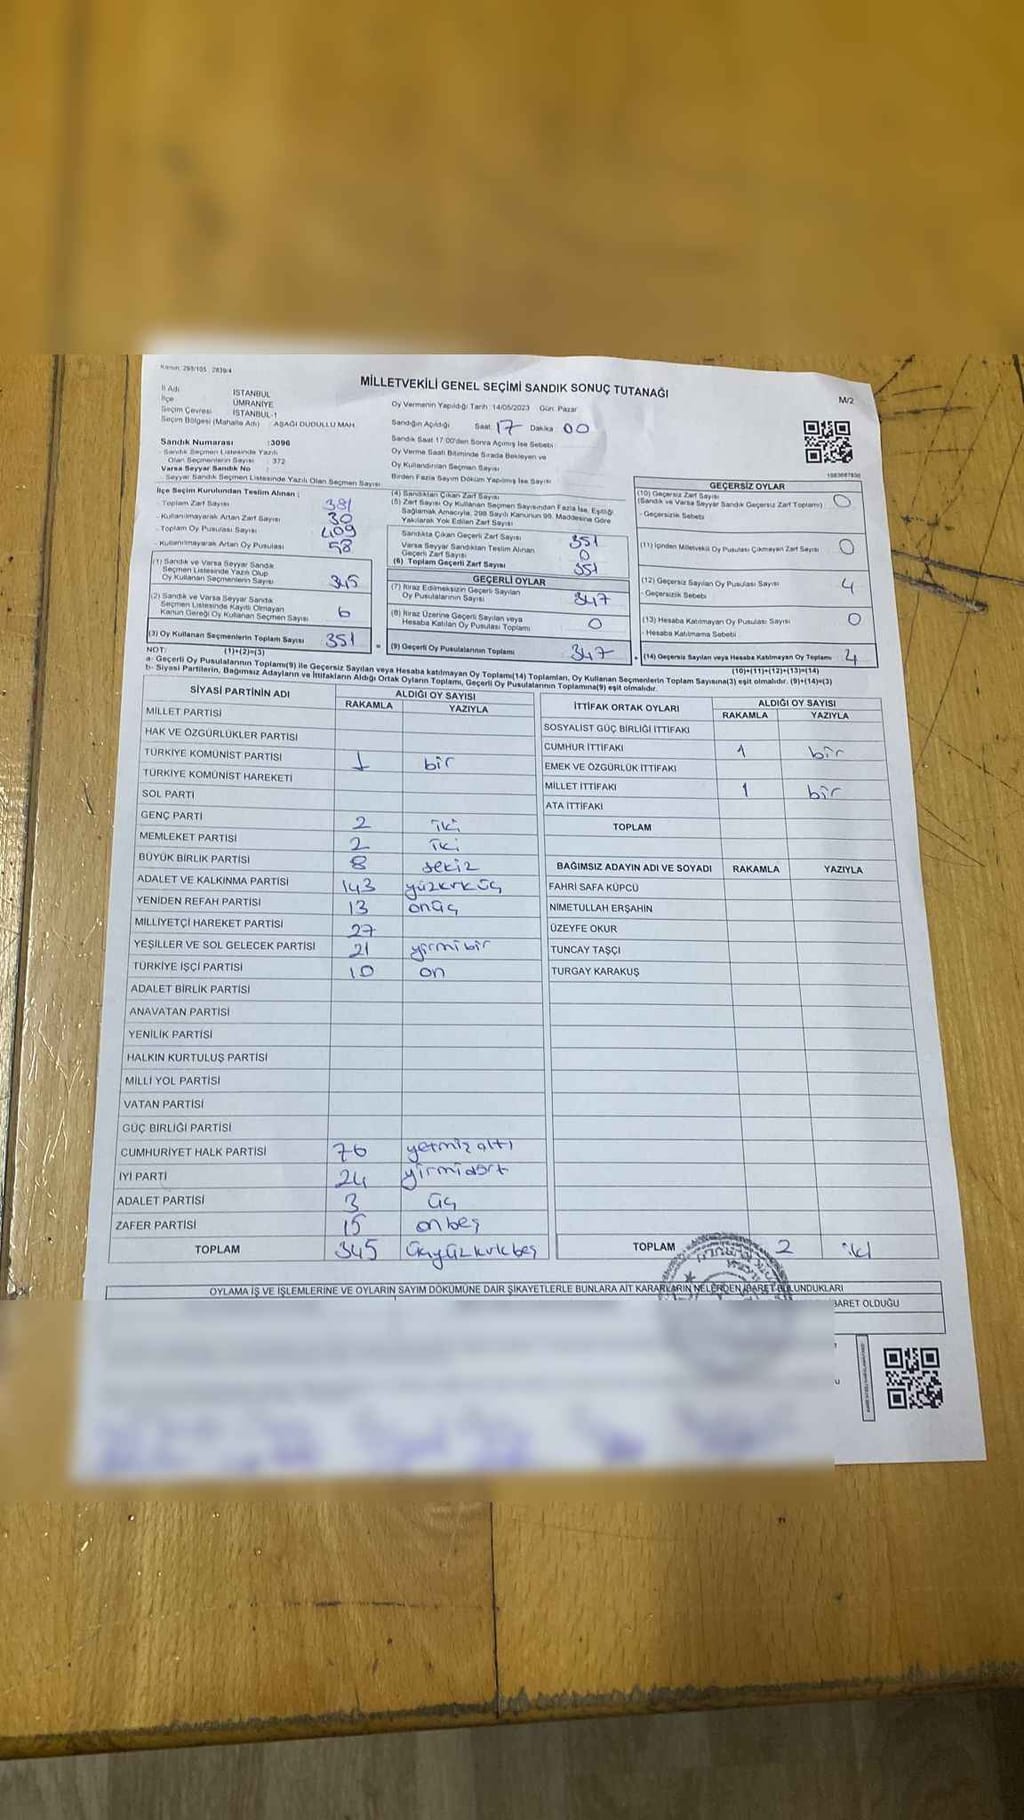 Kanun: 298/105 2839/4
MİLLETVEKİLİ GENEL SEÇİMİ SANDIK SONUÇ TUTANAĞI
M/2
İl Adı İSTANBUL
İlçe ÜMRANİYE
Seçim Çevresi İSTANBUL-1
Seçim Bölgesi (Mahalle Adı) : AŞAĞI DUDULLU MAH.
Sandık Numarası :3096
- Sandık Seçmen Listesinde Yazılı
Olan Seçmenlerin Sayısı : 372
Varsa Seyyar Sandık No :
- Seyyar Sandık Seçmen Listesinde Yazılı Olan Seçmen Sayısı :
Oy Vermenin Yapıldığı Tarih :14/05/2023 Gün: Pazar
Sandığın Açıldığı Saat: 17 Dakika 00
Sandık Saat 17:00'den Sonra Açılmış İse Sebebi :
Oy Verme Saati Bitiminde Sırada Bekleyen ve
Oy Kullandırılan Seçmen Sayısı
Birden Fazla Sayım Döküm Yapılmış İse Sayısı
İlçe Seçim Kurulundan Teslim Alınan ;
- Toplam Zarf Sayısı 381
- Kullanılmayarak Artan Zarf Sayısı 30
- Toplam Oy Pusulası Sayısı 409
- Kullanılmayarak Artan Oy Pusulası 58
(1) Sandık ve Varsa Seyyar Sandık
Seçmen Listesinde Yazılı Olup
Oy Kullanan Seçmenlerin Sayısı 345
(2) Sandık ve Varsa Seyyar Sandık
Seçmen Listesinde Kayıtlı Olmayan
Kanun Gereği Oy Kullanan Seçmen Sayısı 6
(3) Oy Kullanan Seçmenlerin Toplam Sayısı 351
(4) Sandıktan Çıkan Zarf Sayısı
(5) Zarf Sayısı Oy Kullanan Seçmen Sayısından Fazla İse, Eşitliği
Sağlamak Amacıyla, 298 Sayılı Kanunun 98. Maddesine Göre
Yakılarak Yok Edilen Zarf Sayısı
Sandıkta Çıkan Geçerli Zarf Sayısı 351
Varsa Seyyar Sandıktan Teslim Alınan
Geçerli Zarf Sayısı 0
(6) Toplam Geçerli Zarf Sayısı 351
GEÇERLİ OYLAR
(7) İtiraz Edilmeksizin Geçerli Sayılan
Oy Pusulalarının Sayısı 347
(8) İtiraz Üzerine Geçerli Sayılan veya
Hesaba Katılan Oy Pusulası Toplamı 0
(9) Geçerli Oy Pusulalarının Toplamı 347
GEÇERSİZ OYLAR
(10) Geçersiz Zarf Sayısı
(Sandık ve Varsa Seyyar Sandık Geçersiz Zarf Toplamı) 0
- Geçersizlik Sebebi
(11) İçinden Milletvekili Oy Pusulası Çıkmayan Zarf Sayısı 0
(12) Geçersiz Sayılan Oy Pusulası Sayısı 4
- Geçersizlik Sebebi
(13) Hesaba Katılmayan Oy Pusulası Sayısı 0
- Hesaba Katılmama Sebebi
(14) Geçersiz Sayılan veya Hesaba Katılmayan Oy Toplamı 4
NOT: (1)+(2)=(3)
(10)+(11)+(12)+(13)=(14)
a- Geçerli Oy Pusulalarının Toplamı(9) ile Geçersiz Sayılan veya Hesaba katılmayan Oy Toplamı(14) Toplamları, Oy Kullanan Seçmenlerin Toplam Sayısına(3) eşit olmalıdır. (9)+(14)=(3)
b- Siyasi Partilerin, Bağımsız Adayların ve İttifakların Aldığı Ortak Oyların Toplamı, Geçerli Oy Pusulalarının Toplamına(9) eşit olmalıdır.
SİYASİ PARTİNİN ADI ALDIĞI OY SAYISI
RAKAMLA YAZIYLA
MİLLET PARTİSİ
HAK VE ÖZGÜRLÜKLER PARTİSİ
TÜRKİYE KOMÜNİST PARTİSİ 1 bir
TÜRKİYE KOMÜNİST HAREKETİ
SOL PARTİ
GENÇ PARTİ 2 iki
MEMLEKET PARTİSİ 2 iki
BÜYÜK BİRLİK PARTİSİ 8 sekiz
ADALET VE KALKINMA PARTİSİ 143 yüzkırküç
YENİDEN REFAH PARTİSİ 13 onüç
MİLLİYETÇİ HAREKET PARTİSİ 27
YEŞİLLER VE SOL GELECEK PARTİSİ 21 yirmibir
TÜRKİYE İŞÇİ PARTİSİ 10 on
ADALET BİRLİK PARTİSİ
ANAVATAN PARTİSİ
YENİLİK PARTİSİ
HALKIN KURTULUŞ PARTİSİ
MİLLİ YOL PARTİSİ
VATAN PARTİSİ
GÜÇ BİRLİĞİ PARTİSİ
CUMHURİYET HALK PARTİSİ 76 yetmiş altı
İYİ PARTİ 24 yirmidört
ADALET PARTİSİ 3 üç
ZAFER PARTİSİ 15 onbeş
TOPLAM 345 üçyüzkırkbeş
İTTİFAK ORTAK OYLARI ALDIĞI OY SAYISI
RAKAMLA YAZIYLA
SOSYALİST GÜÇ BİRLİĞİ İTTİFAKI
CUMHUR İTTİFAKI 1 bir
EMEK VE ÖZGÜRLÜK İTTİFAKI
MİLLET İTTİFAKI 1 bir
ATA İTTİFAKI
TOPLAM
BAĞIMSIZ ADAYIN ADI VE SOYADI RAKAMLA YAZIYLA
FAHRİ SAFA KÜPCÜ
NİMETULLAH ERŞAHİN
ÜZEYFE OKUR
TUNCAY TAŞÇI
TURGAY KARAKUŞ
TOPLAM 2 iki
OYLAMA İŞ VE İŞLEMLERİNE VE OYLARIN SAYIM DÖKÜMÜNE DAİR ŞİKAYETLERLE BUNLARA AİT KARARLARIN NELERDEN İBARET BULUNDUKLARI
BARET OLDUĞU